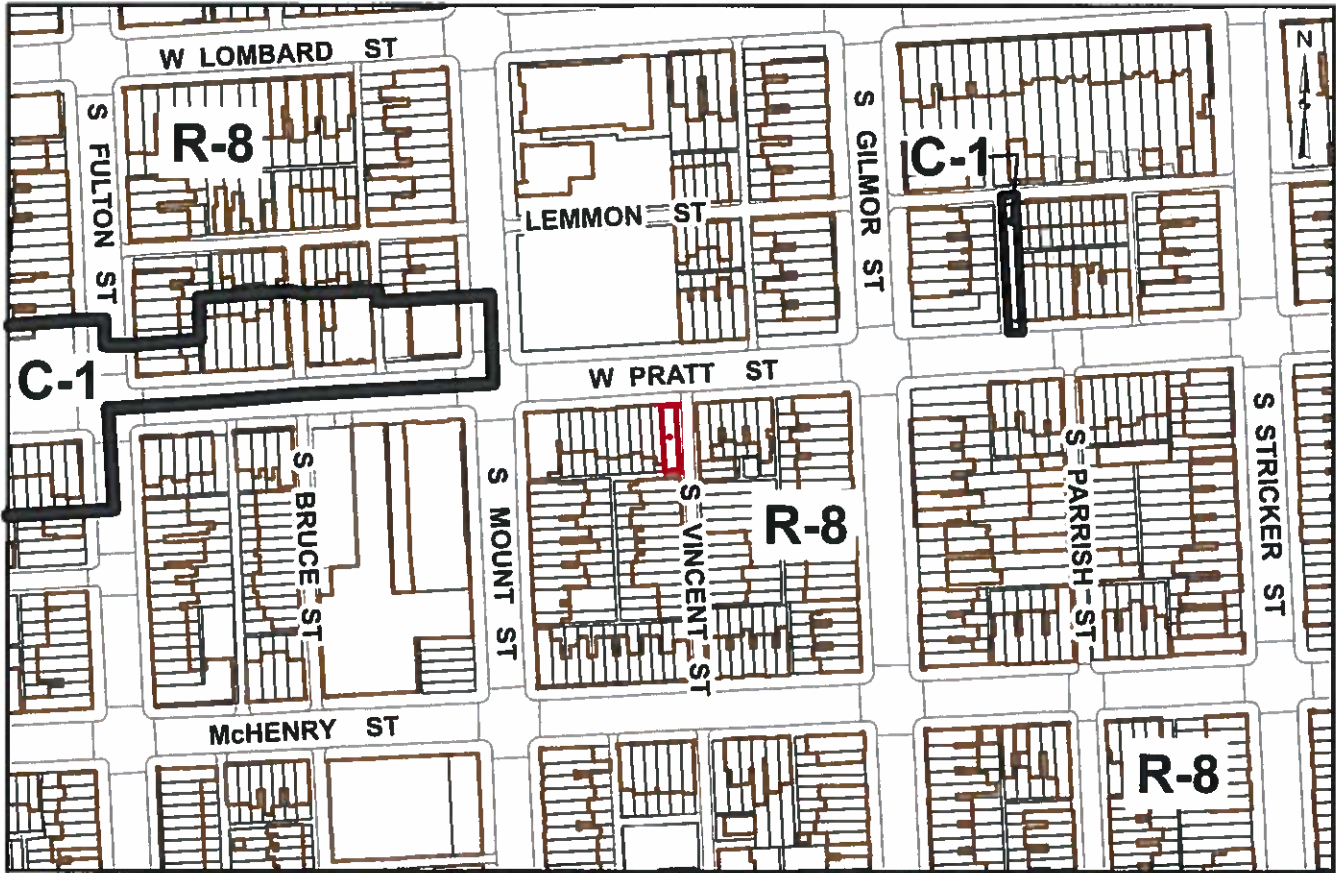 W LOMBARD ST
N
S FULTON ST
R-8
S GILMOR ST
C-1
LEMMON ST
C-1
W PRATT ST
S BRUCE ST
S MOUNT ST
S VINCENT ST
R-8
S PARRISH ST
S STRICKER ST
McHENRY ST
R-8